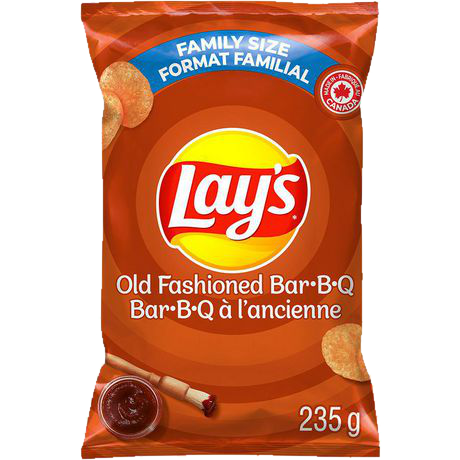 FAMILY SIZE
FORMAT FAMILIAL
MADE IN • FABRIQUÉ AU
CANADA
Lay's
Old Fashioned Bar•B•Q
Bar•B•Q à l'ancienne
235 g